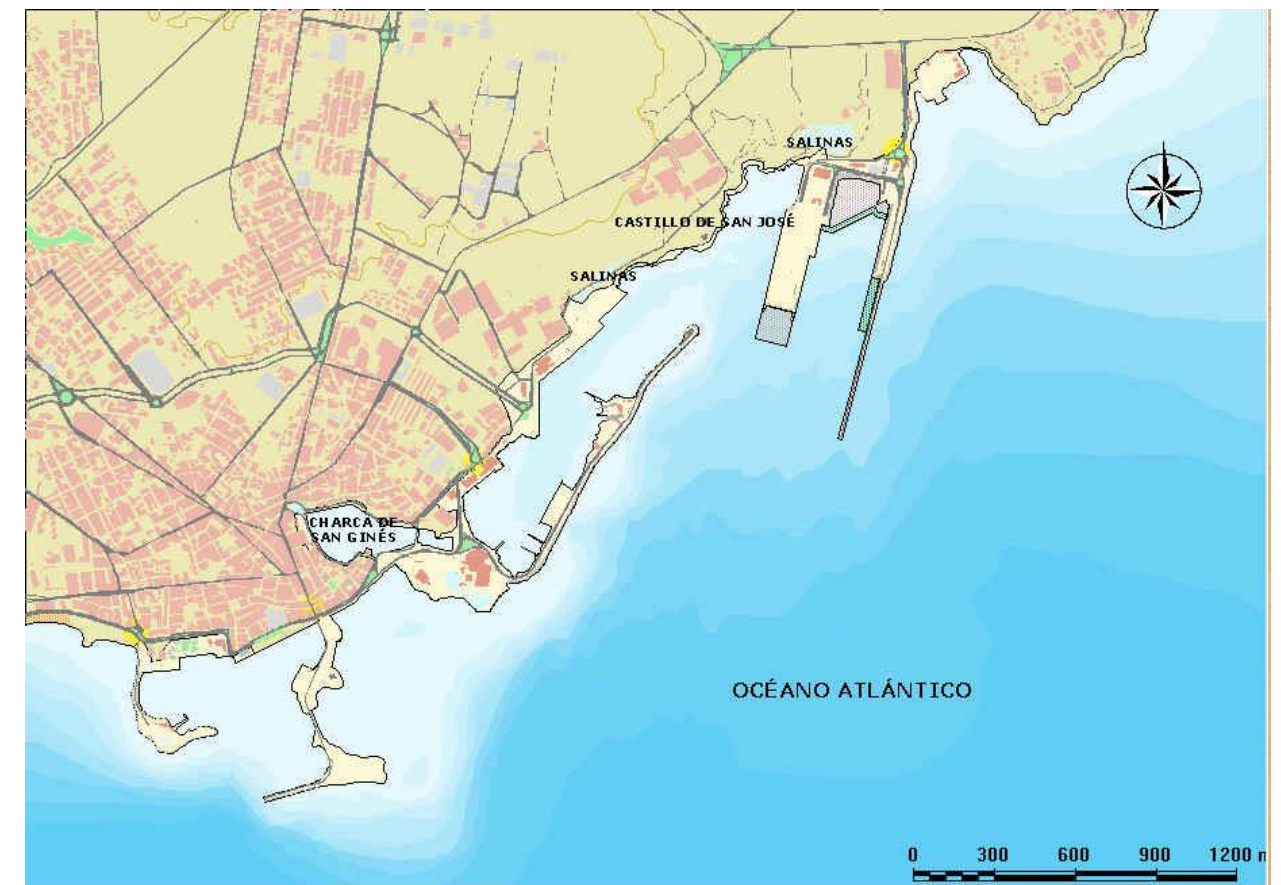 SALINAS
CASTILLO DE SAN JOSÉ
SALINAS
CHARCA DE
SAN GINÉS
OCÉANO ATLÁNTICO
0 300 600 900 1200 m